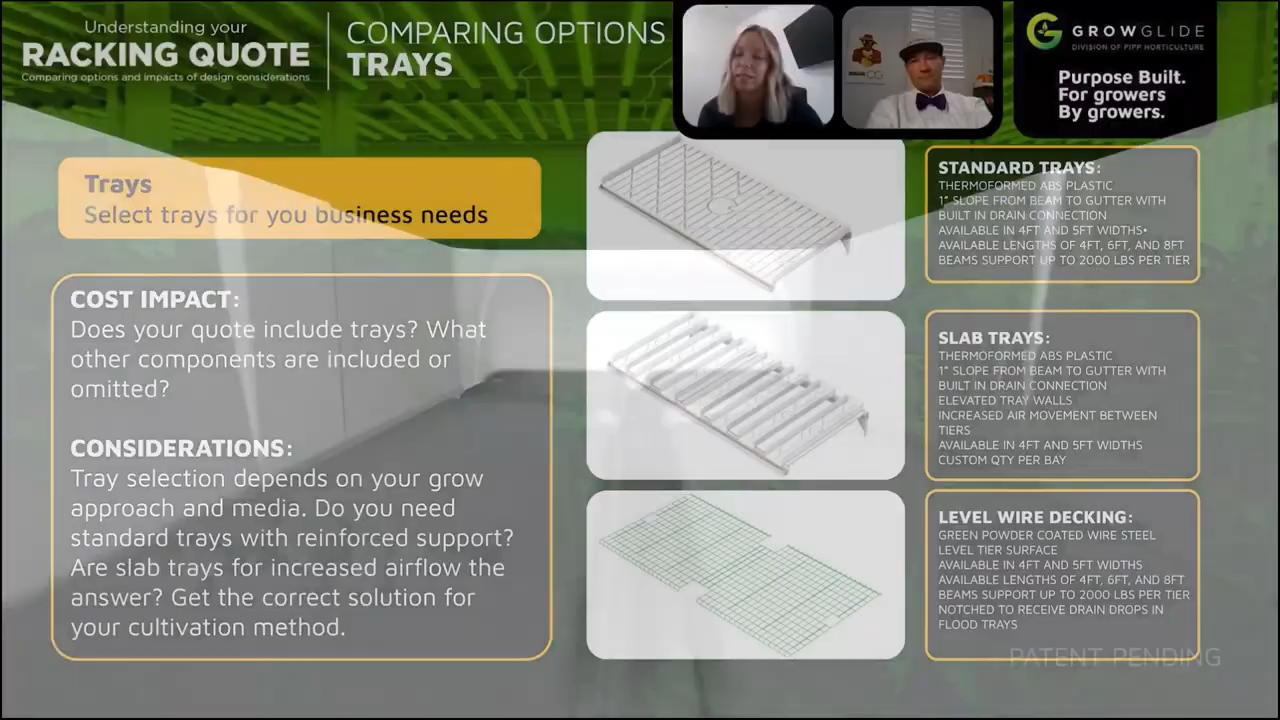 Understanding your
RACKING QUOTE
Comparing options and impacts of design considerations
COMPARING OPTIONS
TRAYS
GROWGLIDE
DIVISION OF PIPP HORTICULTURE
Purpose Built.
For growers
By growers.
Trays
Select trays for you business needs
COST IMPACT:
Does your quote include trays? What
other components are included or
omitted?
CONSIDERATIONS:
Tray selection depends on your grow
approach and media. Do you need
standard trays with reinforced support?
Are slab trays for increased airflow the
answer? Get the correct solution for
your cultivation method.
STANDARD TRAYS:
THERMOFORMED ABS PLASTIC
1" SLOPE FROM BEAM TO GUTTER WITH
BUILT IN DRAIN CONNECTION
AVAILABLE IN 4FT AND 5FT WIDTHS•
AVAILABLE LENGTHS OF 4FT, 6FT, AND 8FT
BEAMS SUPPORT UP TO 2000 LBS PER TIER
SLAB TRAYS:
THERMOFORMED ABS PLASTIC
1" SLOPE FROM BEAM TO GUTTER WITH
BUILT IN DRAIN CONNECTION
ELEVATED TRAY WALLS
INCREASED AIR MOVEMENT BETWEEN
TIERS
AVAILABLE IN 4FT AND 5FT WIDTHS
CUSTOM QTY PER BAY
LEVEL WIRE DECKING:
GREEN POWDER COATED WIRE STEEL
LEVEL TIER SURFACE
AVAILABLE IN 4FT AND 5FT WIDTHS
AVAILABLE LENGTHS OF 4FT, 6FT, AND 8FT
BEAMS SUPPORT UP TO 2000 LBS PER TIER
NOTCHED TO RECEIVE DRAIN DROPS IN
FLOOD TRAYS
PATENT PENDING